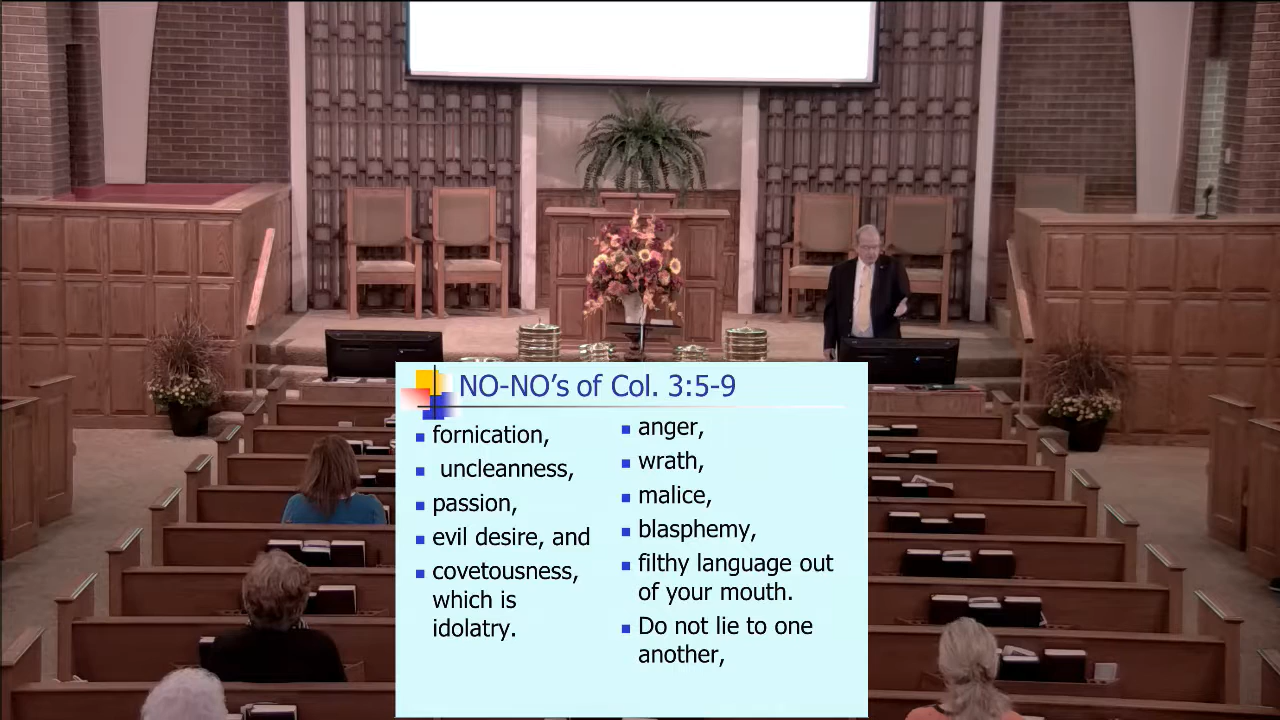 NO-NO’s of Col. 3:5-9
fornication,
uncleanness,
passion,
evil desire, and
covetousness,
which is
idolatry.
anger,
wrath,
malice,
blasphemy,
filthy language out
of your mouth.
Do not lie to one
another,